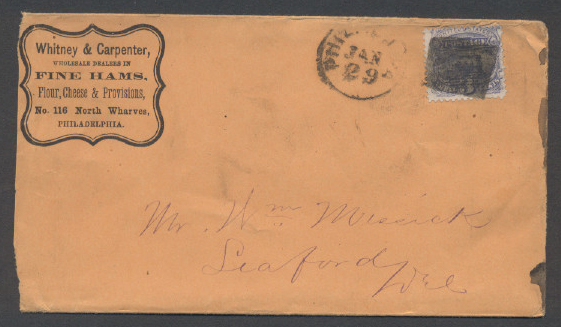 Whitney & Carpenter,
WHOLESALE DEALERS IN
FINE HAMS,
Flour, Cheese & Provisions,
No. 116 North Wharves,
PHILADELPHIA.
JAN
29
Mr. Wm Messick
Seaford
Del